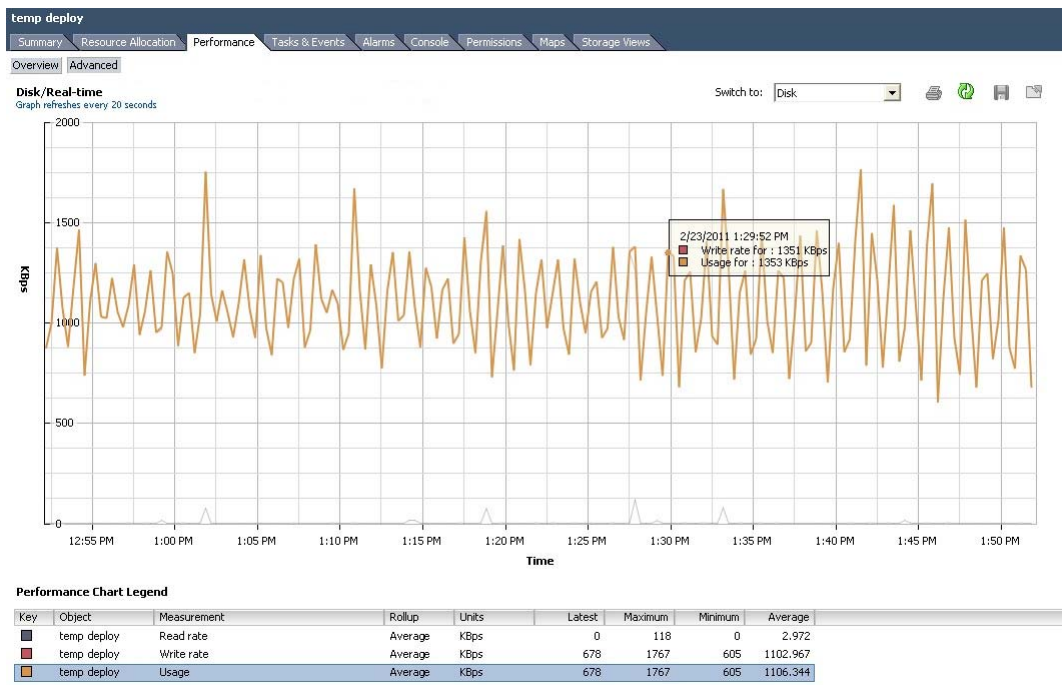 temp deploy
Summary Resource Allocation Performance Tasks & Events Alarms Console Permissions Maps Storage Views
Overview Advanced
Disk/Real-time Switch to: Disk
Graph refreshes every 20 seconds
2000
1500
1000
500
0
KBps
2/23/2011 1:29:52 PM
Write rate for : 1351 KBps
Usage for : 1353 KBps
12:55 PM 1:00 PM 1:05 PM 1:10 PM 1:15 PM 1:20 PM 1:25 PM 1:30 PM 1:35 PM 1:40 PM 1:45 PM 1:50 PM
Time
Performance Chart Legend
Key Object Measurement Rollup Units Latest Maximum Minimum Average
temp deploy Read rate Average KBps 0 118 0 2.972
temp deploy Write rate Average KBps 678 1767 605 1102.967
temp deploy Usage Average KBps 678 1767 605 1106.344